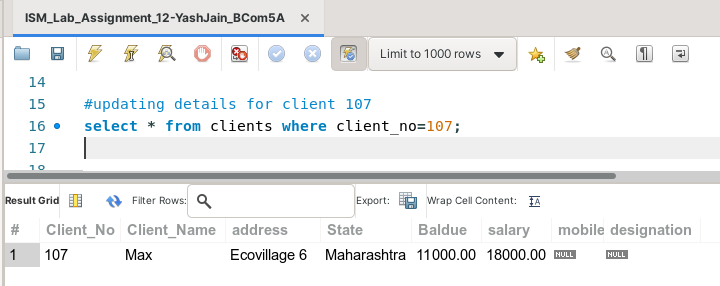 ISM_Lab_Assignment_12-YashJain_BCom5A ×
Limit to 1000 rows
14
15 #updating details for client 107
16 select * from clients where client_no=107;
17
18
Result Grid Filter Rows: Export: Wrap Cell Content:
# Client_No Client_Name address State Baldue salary mobile designation
1 107 Max Ecovillage 6 Maharashtra 11000.00 18000.00 NULL NULL